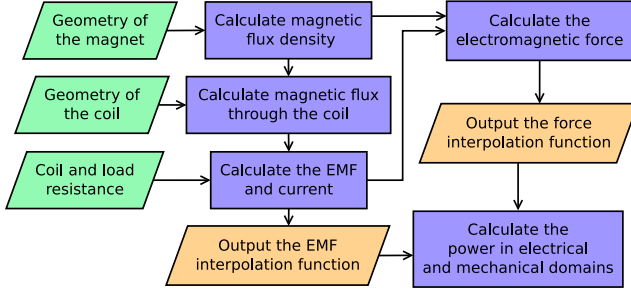 Geometry of
the magnet
Calculate magnetic
flux density
Calculate the
electromagnetic force
Geometry of
the coil
Calculate magnetic flux
through the coil
Output the force
interpolation function
Coil and load
resistance
Calculate the EMF
and current
Output the EMF
interpolation function
Calculate the
power in electrical
and mechanical domains